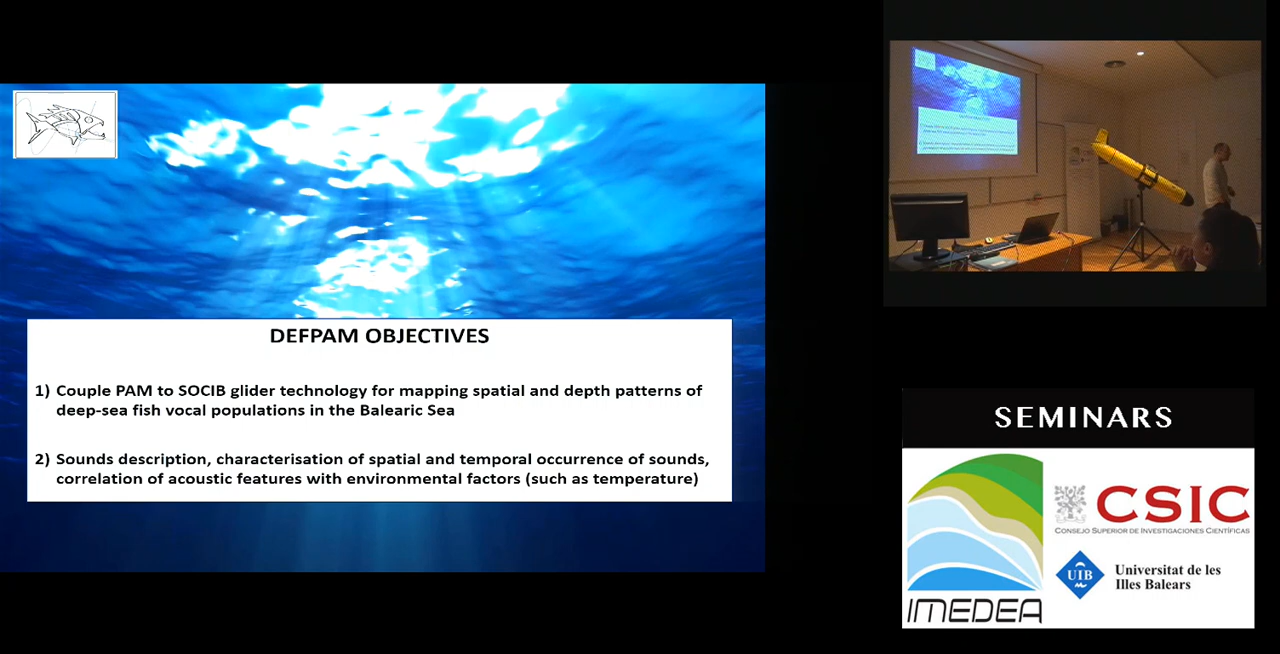 DEFPAM OBJECTIVES
1) Couple PAM to SOCIB glider technology for mapping spatial and depth patterns of
deep-sea fish vocal populations in the Balearic Sea
2) Sounds description, characterisation of spatial and temporal occurrence of sounds,
correlation of acoustic features with environmental factors (such as temperature)
SEMINARS
CSIC
CONSEJO SUPERIOR DE INVESTIGACIONES CIENTÍFICAS
UIB
Universitat de les
Illes Balears
IMEDEA